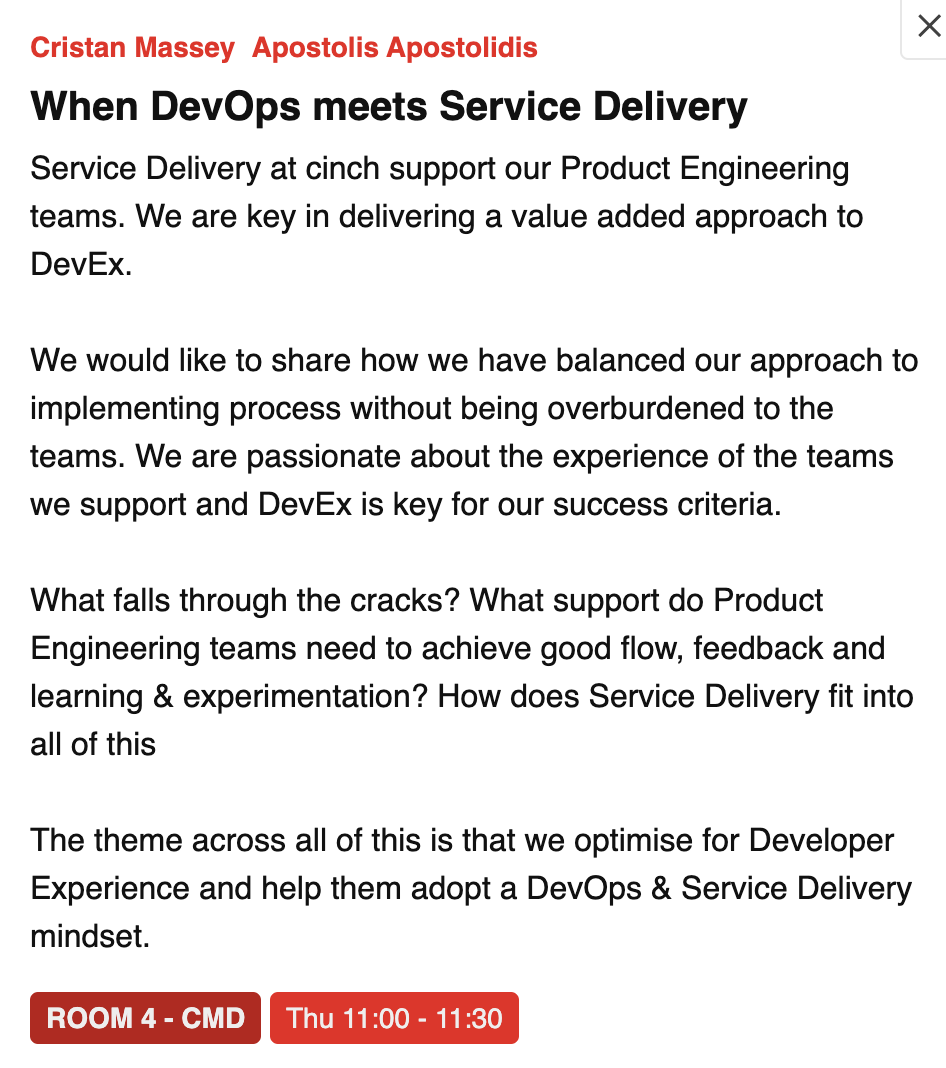 Cristan Massey Apostolis Apostolidis
When DevOps meets Service Delivery
Service Delivery at cinch support our Product Engineering
teams. We are key in delivering a value added approach to
DevEx.
We would like to share how we have balanced our approach to
implementing process without being overburdened to the
teams. We are passionate about the experience of the teams
we support and DevEx is key for our success criteria.
What falls through the cracks? What support do Product
Engineering teams need to achieve good flow, feedback and
learning & experimentation? How does Service Delivery fit into
all of this
The theme across all of this is that we optimise for Developer
Experience and help them adopt a DevOps & Service Delivery
mindset.
ROOM 4 - CMD Thu 11:00 - 11:30